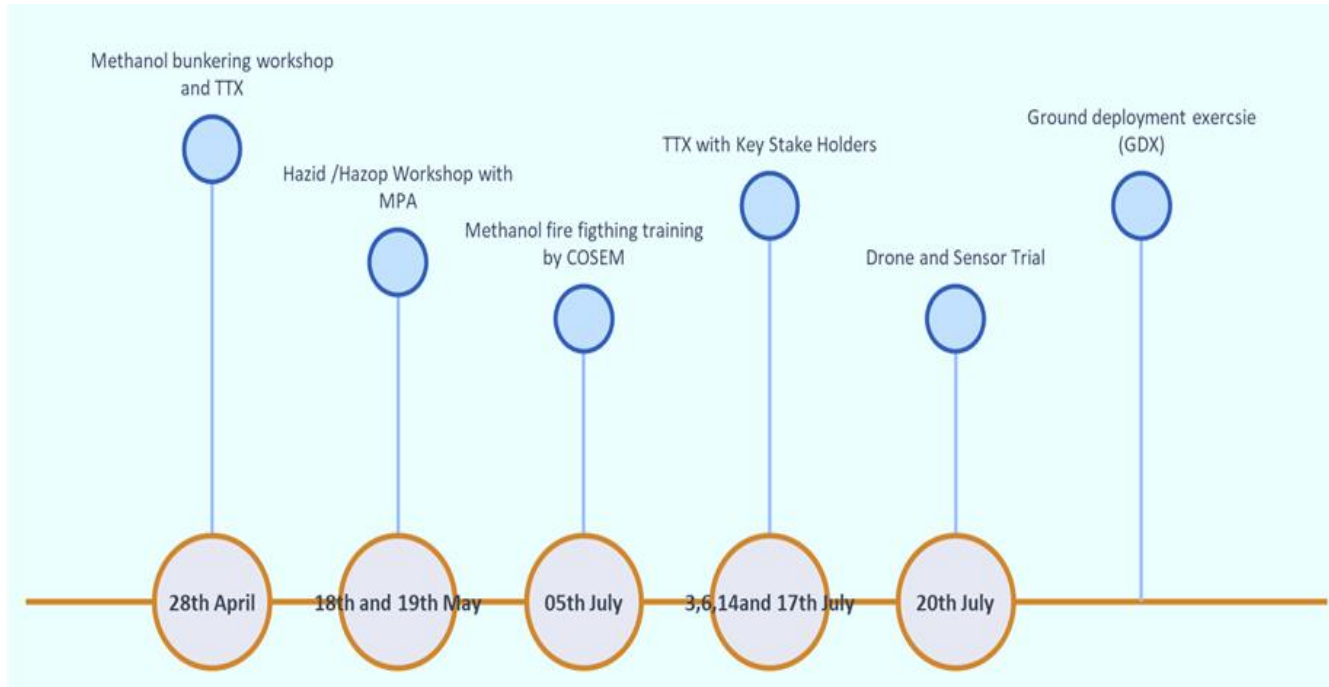 Methanol bunkering workshop
and TTX
Hazid /Hazop Workshop with
MPA
Methanol fire figthing training
by COSEM
TTX with Key Stake Holders
Drone and Sensor Trial
Ground deployment exercsie
(GDX)
28th April
18th and 19th May
05th July
3,6,14and 17th July
20th July